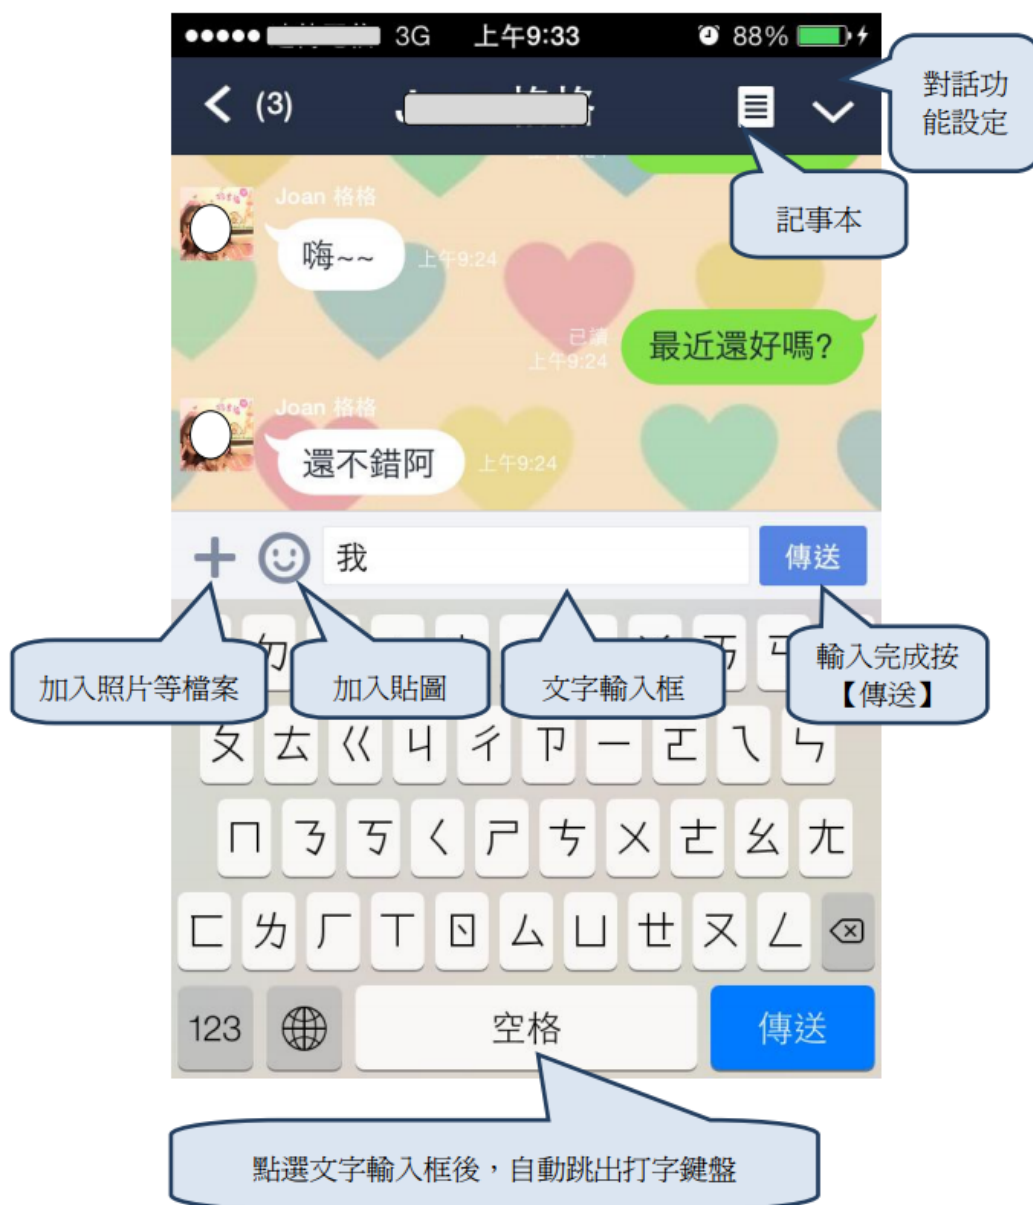 3G 上午9:33 88%
對話功
能設定
(3)
記事本
Joan 格格
嗨~~ 上午9:24
已讀
上午9:24
最近還好嗎?
Joan 格格
還不錯阿 上午9:24
我 傳送
加入照片等檔案
加入貼圖
文字輸入框
輸入完成按
【傳送】
ㄆ ㄊ ㄍ ㄐ ㄔ ㄗ ㄧ ㄛ ㄟ ㄣ
ㄇ ㄋ ㄎ ㄑ ㄕ ㄘ ㄨ ㄜ ㄠ ㄤ
ㄈ ㄌ ㄏ ㄒ ㄖ ㄙ ㄩ ㄝ ㄡ ㄥ
123 空格 傳送
點選文字輸入框後，自動跳出打字鍵盤